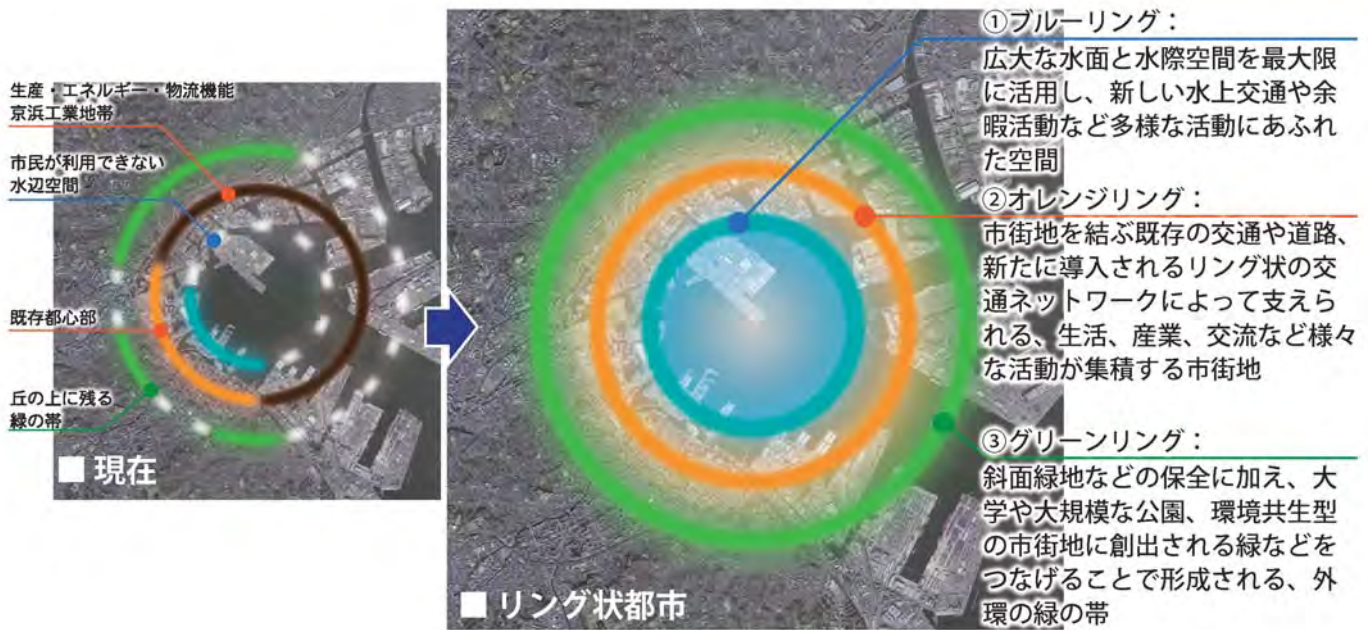 生産・エネルギー・物流機能
京浜工業地帯
市民が利用できない
水辺空間
既存都心部
丘の上に残る
緑の帯
■ 現在
■ リング状都市
①ブルーリング：
広大な水面と水際空間を最大限
に活用し、新しい水上交通や余
暇活動など多様な活動にあふれ
た空間
②オレンジリング：
市街地を結ぶ既存の交通や道路、
新たに導入されるリング状の交
通ネットワークによって支えら
れる、生活、産業、交流など様々
な活動が集積する市街地
③グリーンリング：
斜面緑地などの保全に加え、大
学や大規模な公園、環境共生型
の市街地に創出される緑などを
つなげることで形成される、外
環の緑の帯